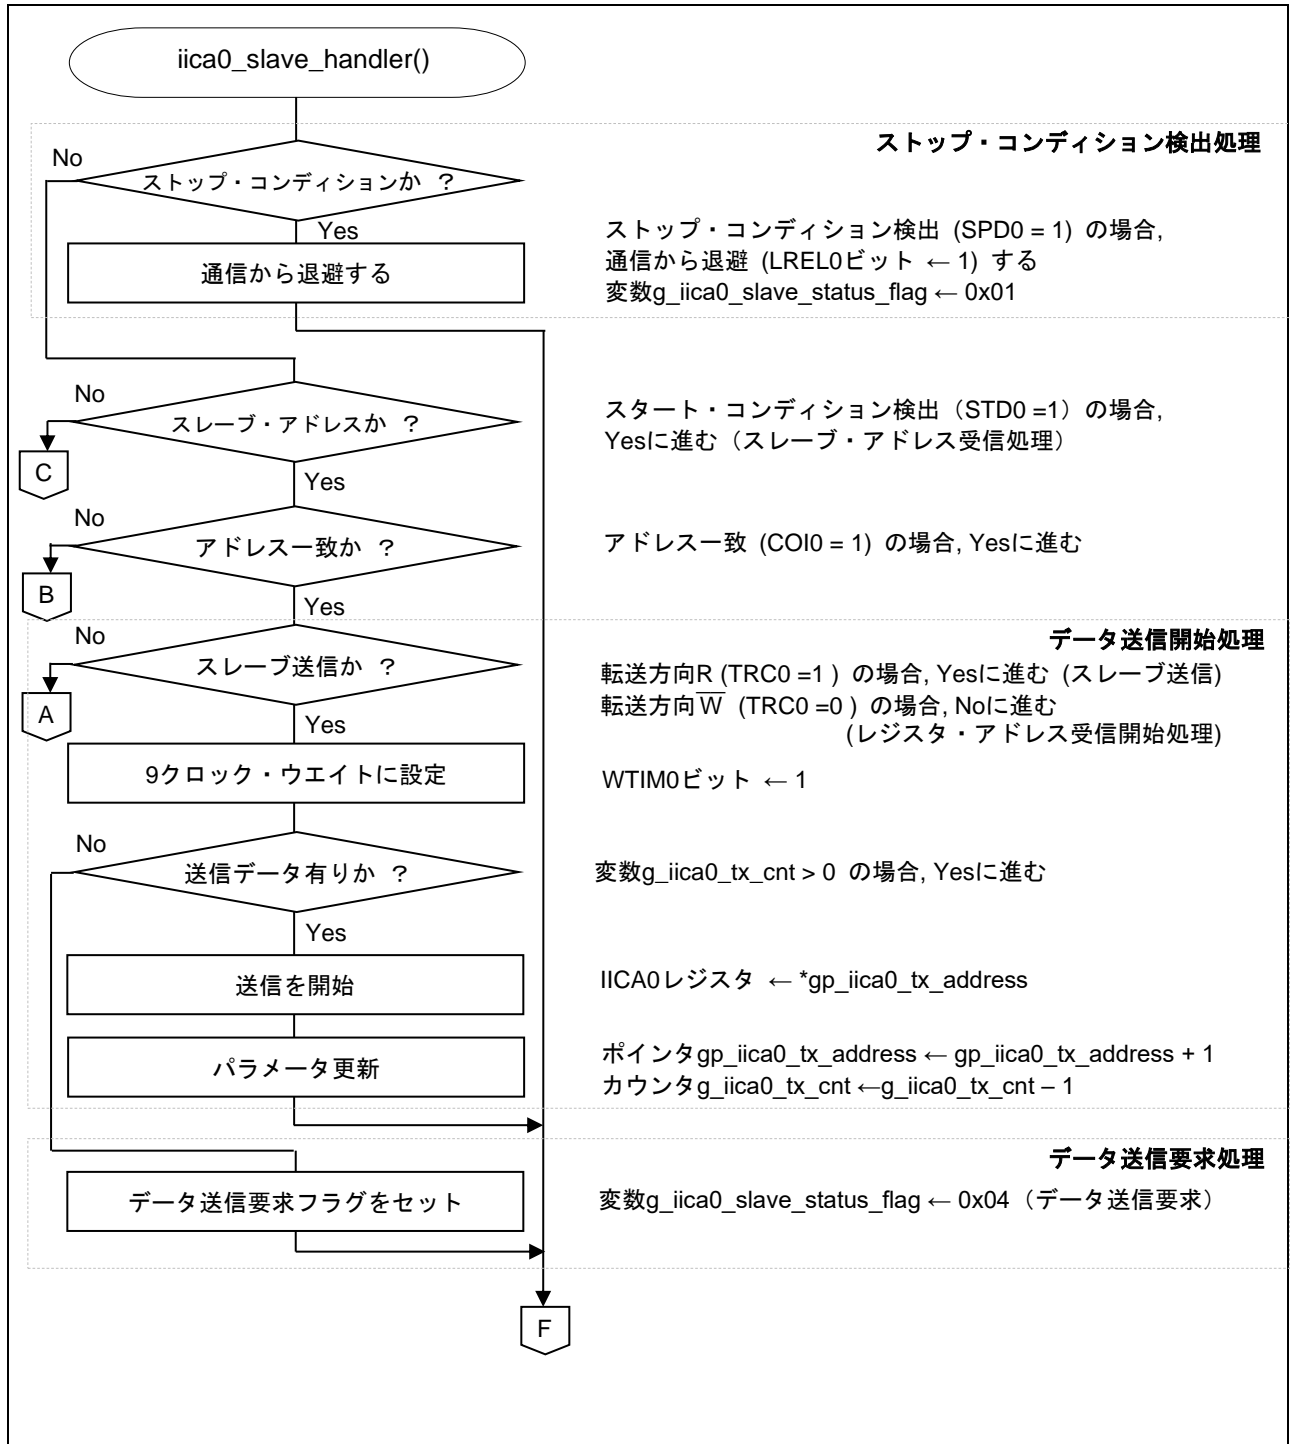 iica0_slave_handler()
ストップ・コンディション検出処理
No
ストップ・コンディションか ?
Yes
ストップ・コンディション検出 (SPD0 = 1) の場合,
通信から退避する
通信から退避 (LREL0ビット ← 1) する
変数g_iica0_slave_status_flag ← 0x01
No
スレーブ・アドレスか ?
スタート・コンディション検出（STD0 =1）の場合,
Yesに進む（スレーブ・アドレス受信処理）
C
Yes
No
アドレス一致か ?
アドレス一致 (COI0 = 1) の場合, Yesに進む
B
Yes
データ送信開始処理
No
スレーブ送信か ?
転送方向R (TRC0 =1 ) の場合, Yesに進む (スレーブ送信)
転送方向W̅ (TRC0 =0 ) の場合, Noに進む
(レジスタ・アドレス受信開始処理)
A
Yes
9クロック・ウエイトに設定
WTIM0ビット ← 1
No
送信データ有りか ?
変数g_iica0_tx_cnt > 0 の場合, Yesに進む
Yes
送信を開始
IICA0レジスタ ← *gp_iica0_tx_address
パラメータ更新
ポインタgp_iica0_tx_address ← gp_iica0_tx_address + 1
カウンタg_iica0_tx_cnt ←g_iica0_tx_cnt – 1
データ送信要求処理
データ送信要求フラグをセット
変数g_iica0_slave_status_flag ← 0x04（データ送信要求）
F